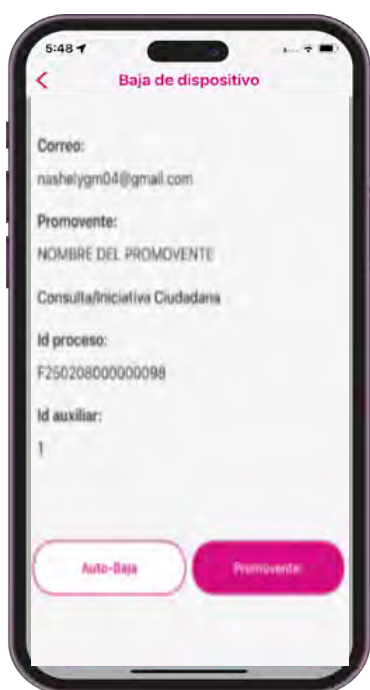 5:48
Baja de dispositivo
Correo:
nashelygm04@gmail.com
Promovente:
NOMBRE DEL PROMOVENTE
Consulta/Iniciativa Ciudadana
Id proceso:
F250208000000098
Id auxiliar:
1
Auto-Baja
Promovente